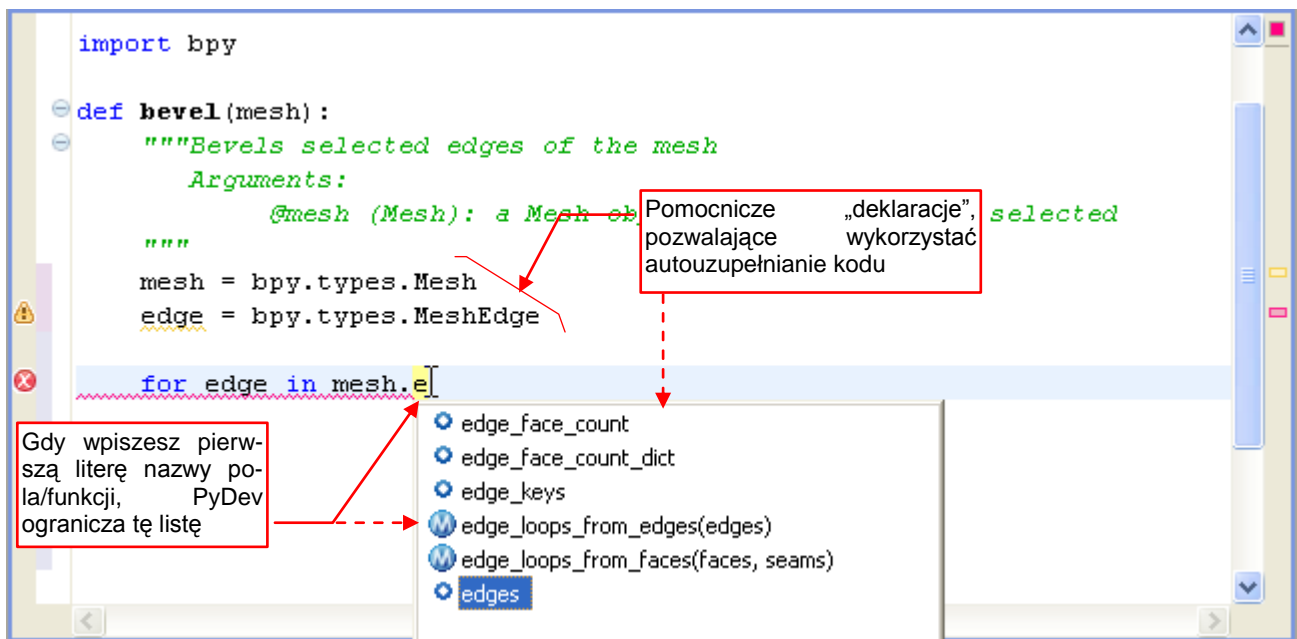 import bpy
def bevel(mesh):
"""Bevels selected edges of the mesh
Arguments:
@mesh (Mesh): a Mesh ob
selected
"""
mesh = bpy.types.Mesh
edge = bpy.types.MeshEdge
for edge in mesh.e
Pomocnicze „deklaracje”,
pozwalające wykorzystać
autouzupełnianie kodu
Gdy wpiszesz pierw-
szą literę nazwy po-
la/funkcji, PyDev
ogranicza tę listę
edge_face_count
edge_face_count_dict
edge_keys
M edge_loops_from_edges(edges)
M edge_loops_from_faces(faces, seams)
edges